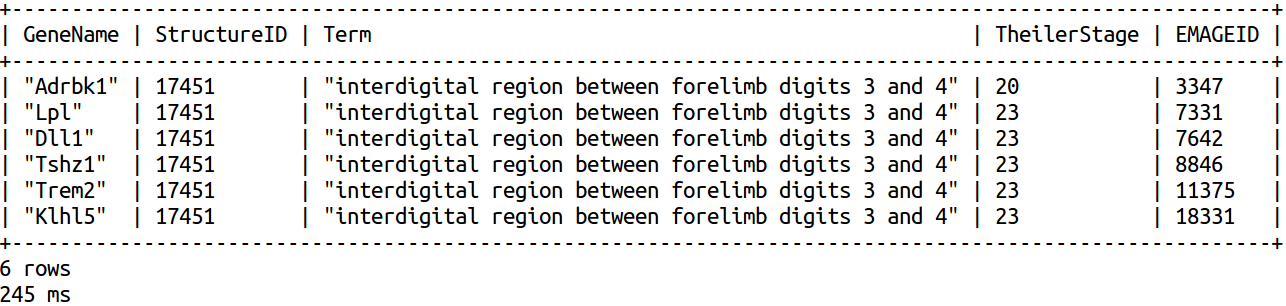 +---------------------------------------------------------------------------------------------------------+
| GeneName | StructureID | Term                                                  | TheilerStage | EMAGEID |
+---------------------------------------------------------------------------------------------------------+
| "Adrbk1" | 17451       | "interdigital region between forelimb digits 3 and 4" | 20           | 3347    |
| "Lpl"    | 17451       | "interdigital region between forelimb digits 3 and 4" | 23           | 7331    |
| "Dll1"   | 17451       | "interdigital region between forelimb digits 3 and 4" | 23           | 7642    |
| "Tshz1"  | 17451       | "interdigital region between forelimb digits 3 and 4" | 23           | 8846    |
| "Trem2"  | 17451       | "interdigital region between forelimb digits 3 and 4" | 23           | 11375   |
| "Klhl5"  | 17451       | "interdigital region between forelimb digits 3 and 4" | 23           | 18331   |
+---------------------------------------------------------------------------------------------------------+
6 rows
245 ms